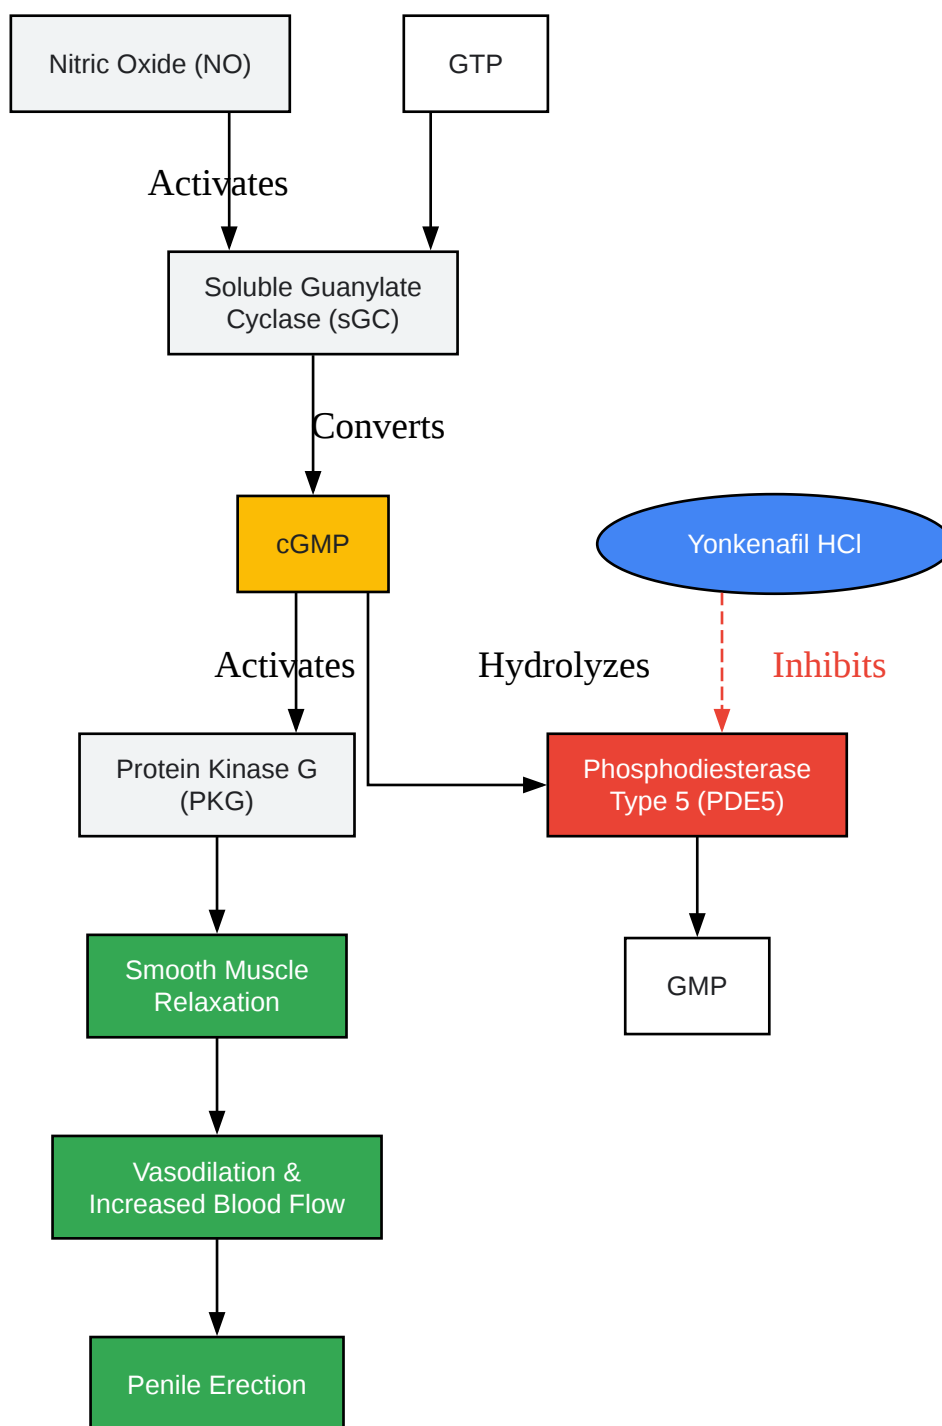 Nitric Oxide (NO)
GTP
Activates
Soluble Guanylate
Cyclase (sGC)
Converts
cGMP
Yonkenafil HCl
Activates
Hydrolyzes
Inhibits
Protein Kinase G
(PKG)
Phosphodiesterase
Type 5 (PDE5)
Smooth Muscle
Relaxation
GMP
Vasodilation &
Increased Blood Flow
Penile Erection